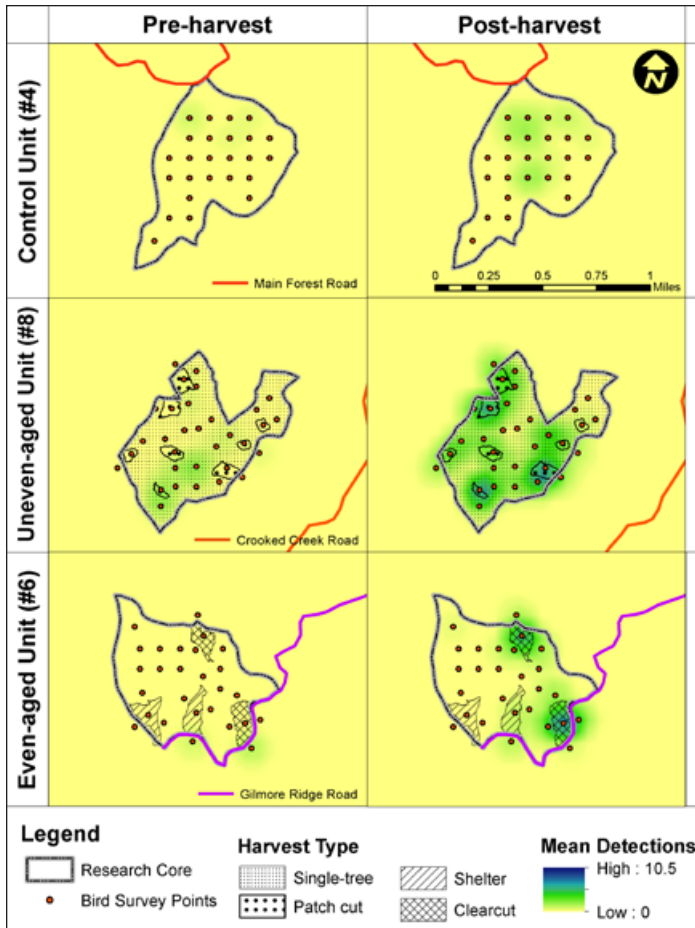 Pre-harvest
Post-harvest
Control Unit (#4)
N
Main Forest Road
0 0.25 0.5 0.75 1
Miles
Uneven-aged Unit (#8)
Crooked Creek Road
Even-aged Unit (#6)
Gilmore Ridge Road
Legend
Research Core
Bird Survey Points
Harvest Type
Single-tree
Patch cut
Shelter
Clearcut
Mean Detections
High : 10.5
Low : 0